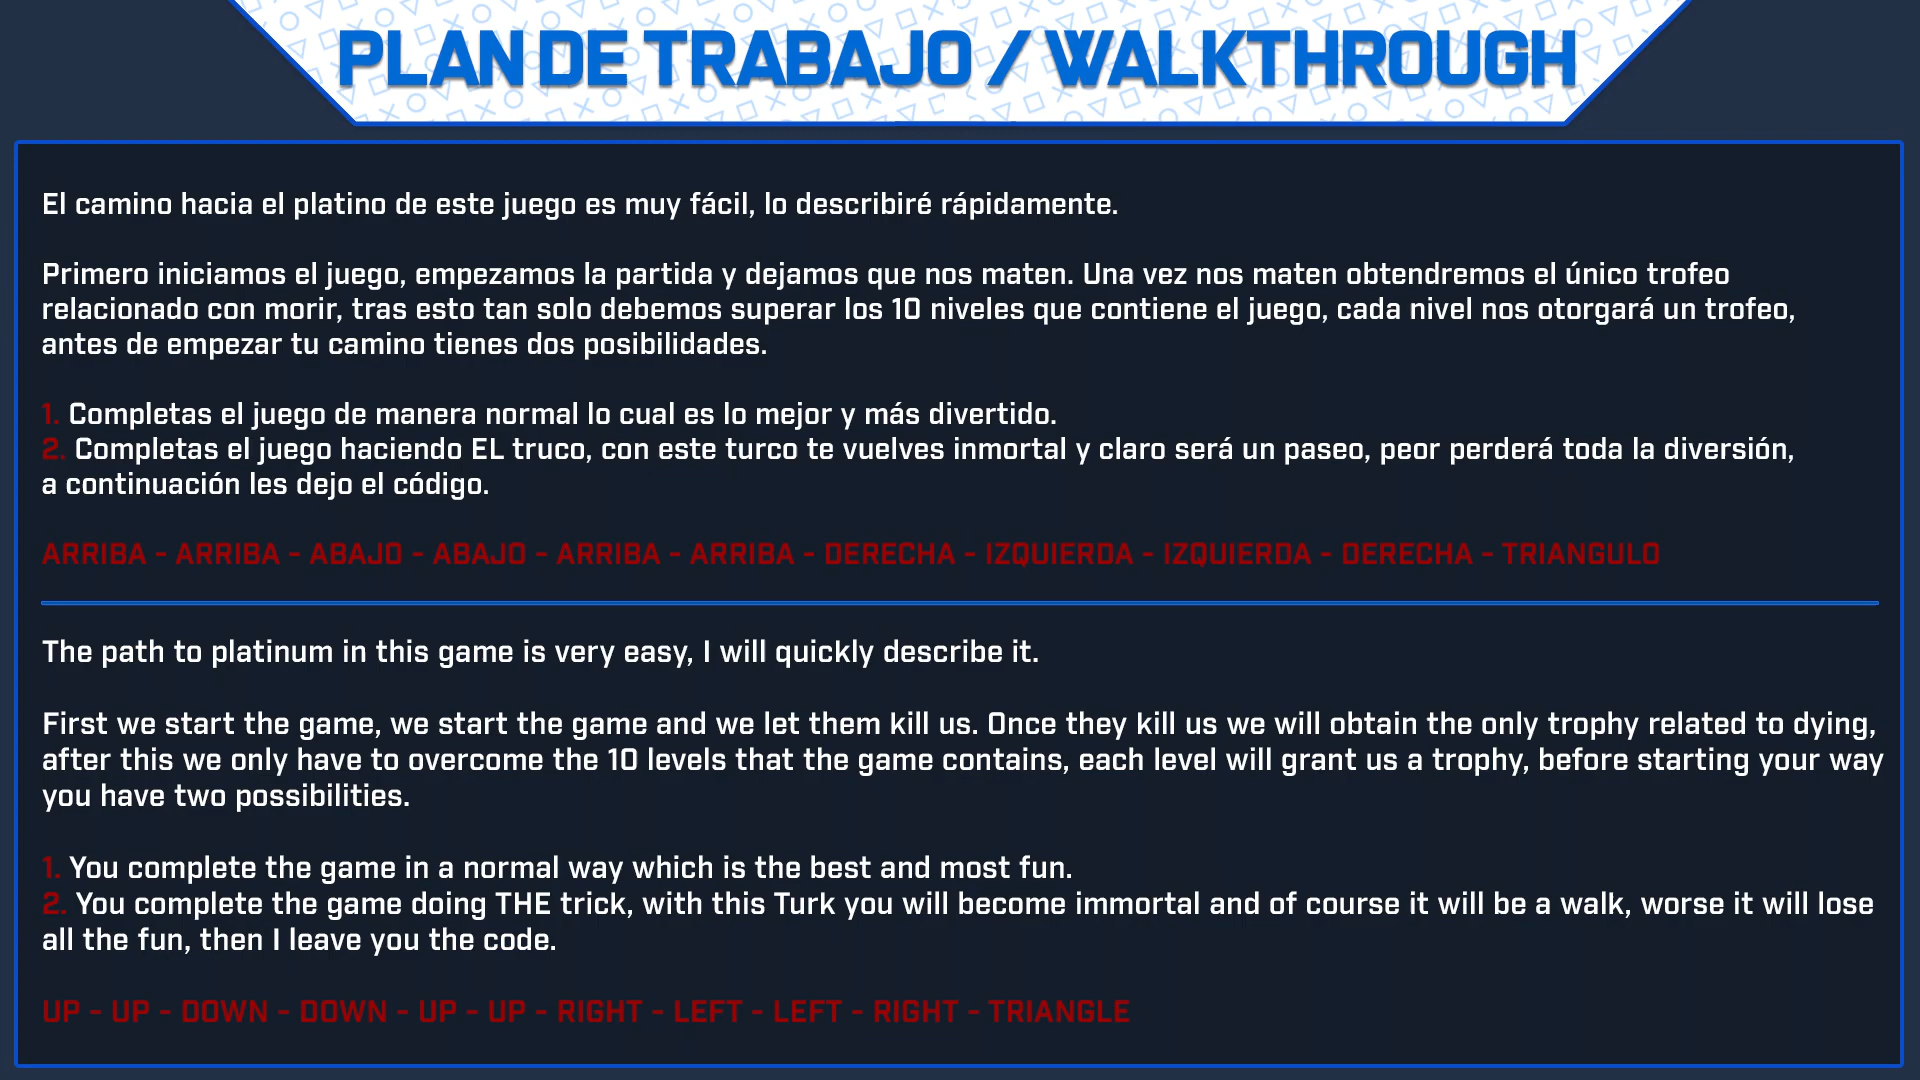 PLAN DE TRABAJO / WALKTHROUGH
El camino hacia el platino de este juego es muy fácil, lo describiré rápidamente.
Primero iniciamos el juego, empezamos la partida y dejamos que nos maten. Una vez nos maten obtendremos el único trofeo
relacionado con morir, tras esto tan solo debemos superar los 10 niveles que contiene el juego, cada nivel nos otorgará un trofeo,
antes de empezar tu camino tienes dos posibilidades.
1. Completas el juego de manera normal lo cual es lo mejor y más divertido.
2. Completas el juego haciendo EL truco, con este turco te vuelves inmortal y claro será un paseo, peor perderá toda la diversión,
a continuación les dejo el código.
ARRIBA - ARRIBA - ABAJO - ABAJO - ARRIBA - ARRIBA - DERECHA - IZQUIERDA - IZQUIERDA - DERECHA - TRIANGULO
The path to platinum in this game is very easy, I will quickly describe it.
First we start the game, we start the game and we let them kill us. Once they kill us we will obtain the only trophy related to dying,
after this we only have to overcome the 10 levels that the game contains, each level will grant us a trophy, before starting your way
you have two possibilities.
1. You complete the game in a normal way which is the best and most fun.
2. You complete the game doing THE trick, with this Turk you will become immortal and of course it will be a walk, worse it will lose
all the fun, then I leave you the code.
UP - UP - DOWN - DOWN - UP - UP - RIGHT - LEFT - LEFT - RIGHT - TRIANGLE